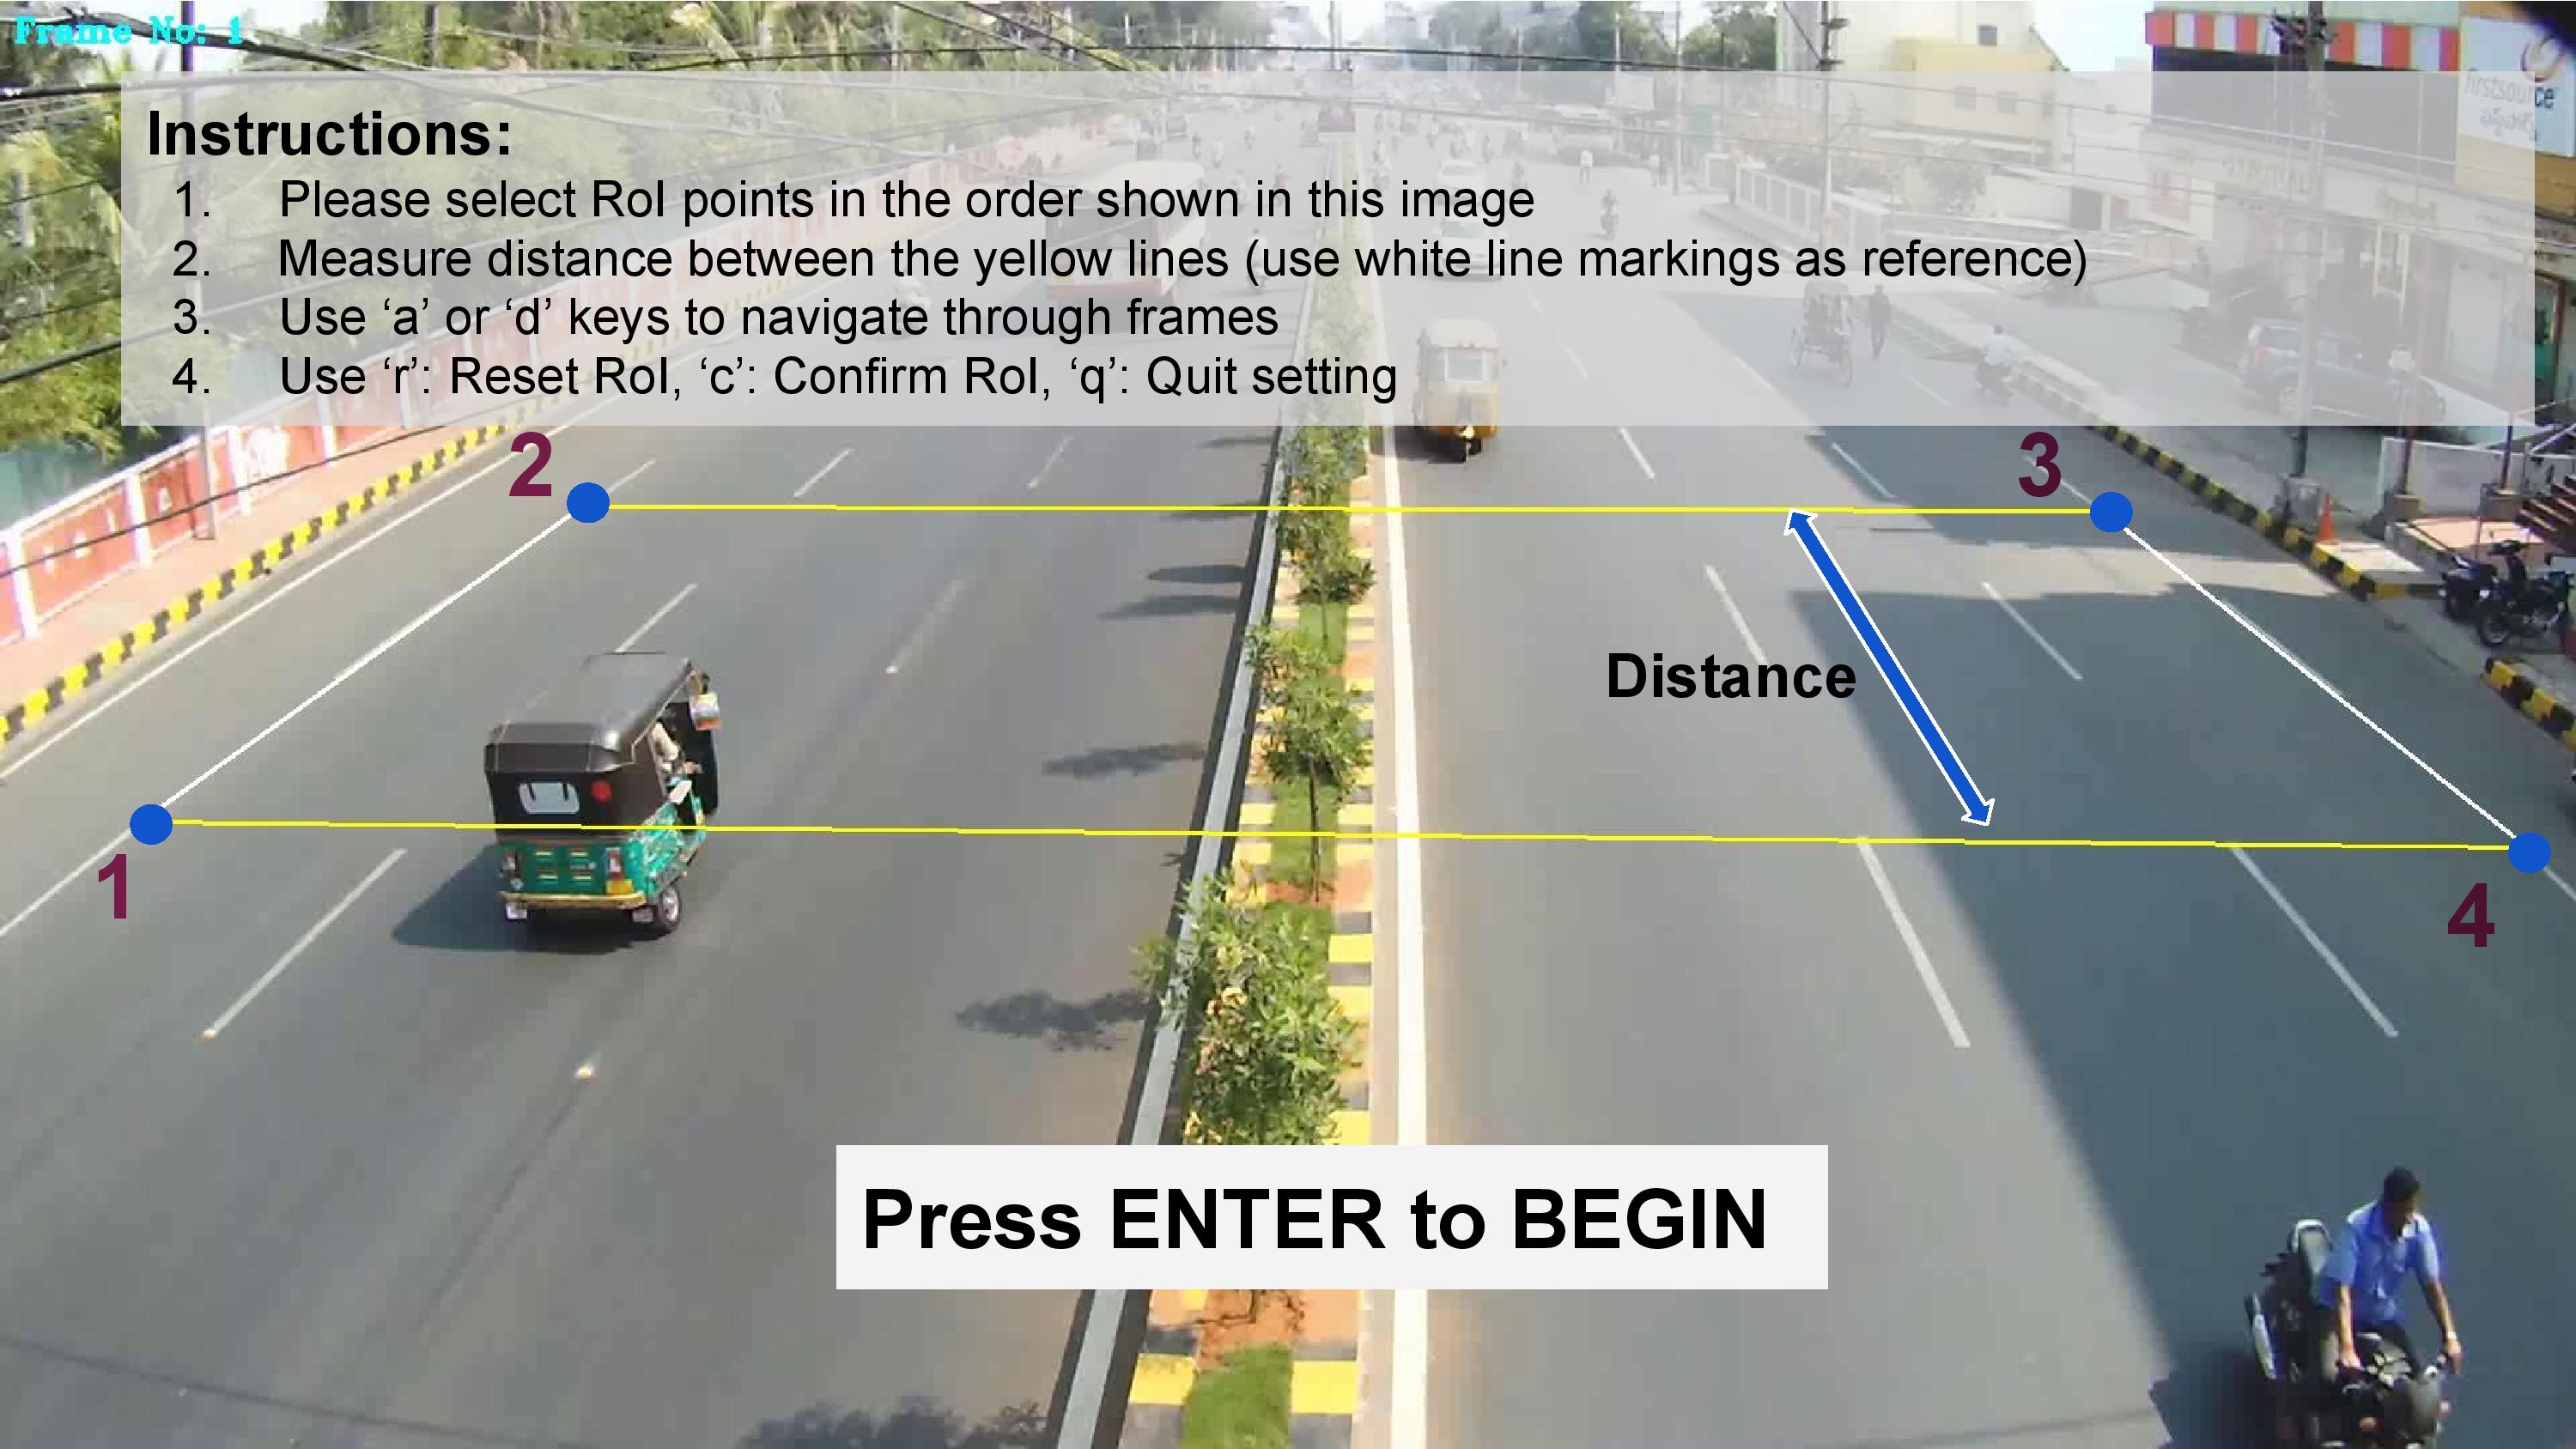 Frame No: 1
firstsource
Instructions:
1. Please select RoI points in the order shown in this image
2. Measure distance between the yellow lines (use white line markings as reference)
3. Use ‘a’ or ‘d’ keys to navigate through frames
4. Use ‘r’: Reset RoI, ‘c’: Confirm RoI, ‘q’: Quit setting
2
3
Distance
1
4
Press ENTER to BEGIN